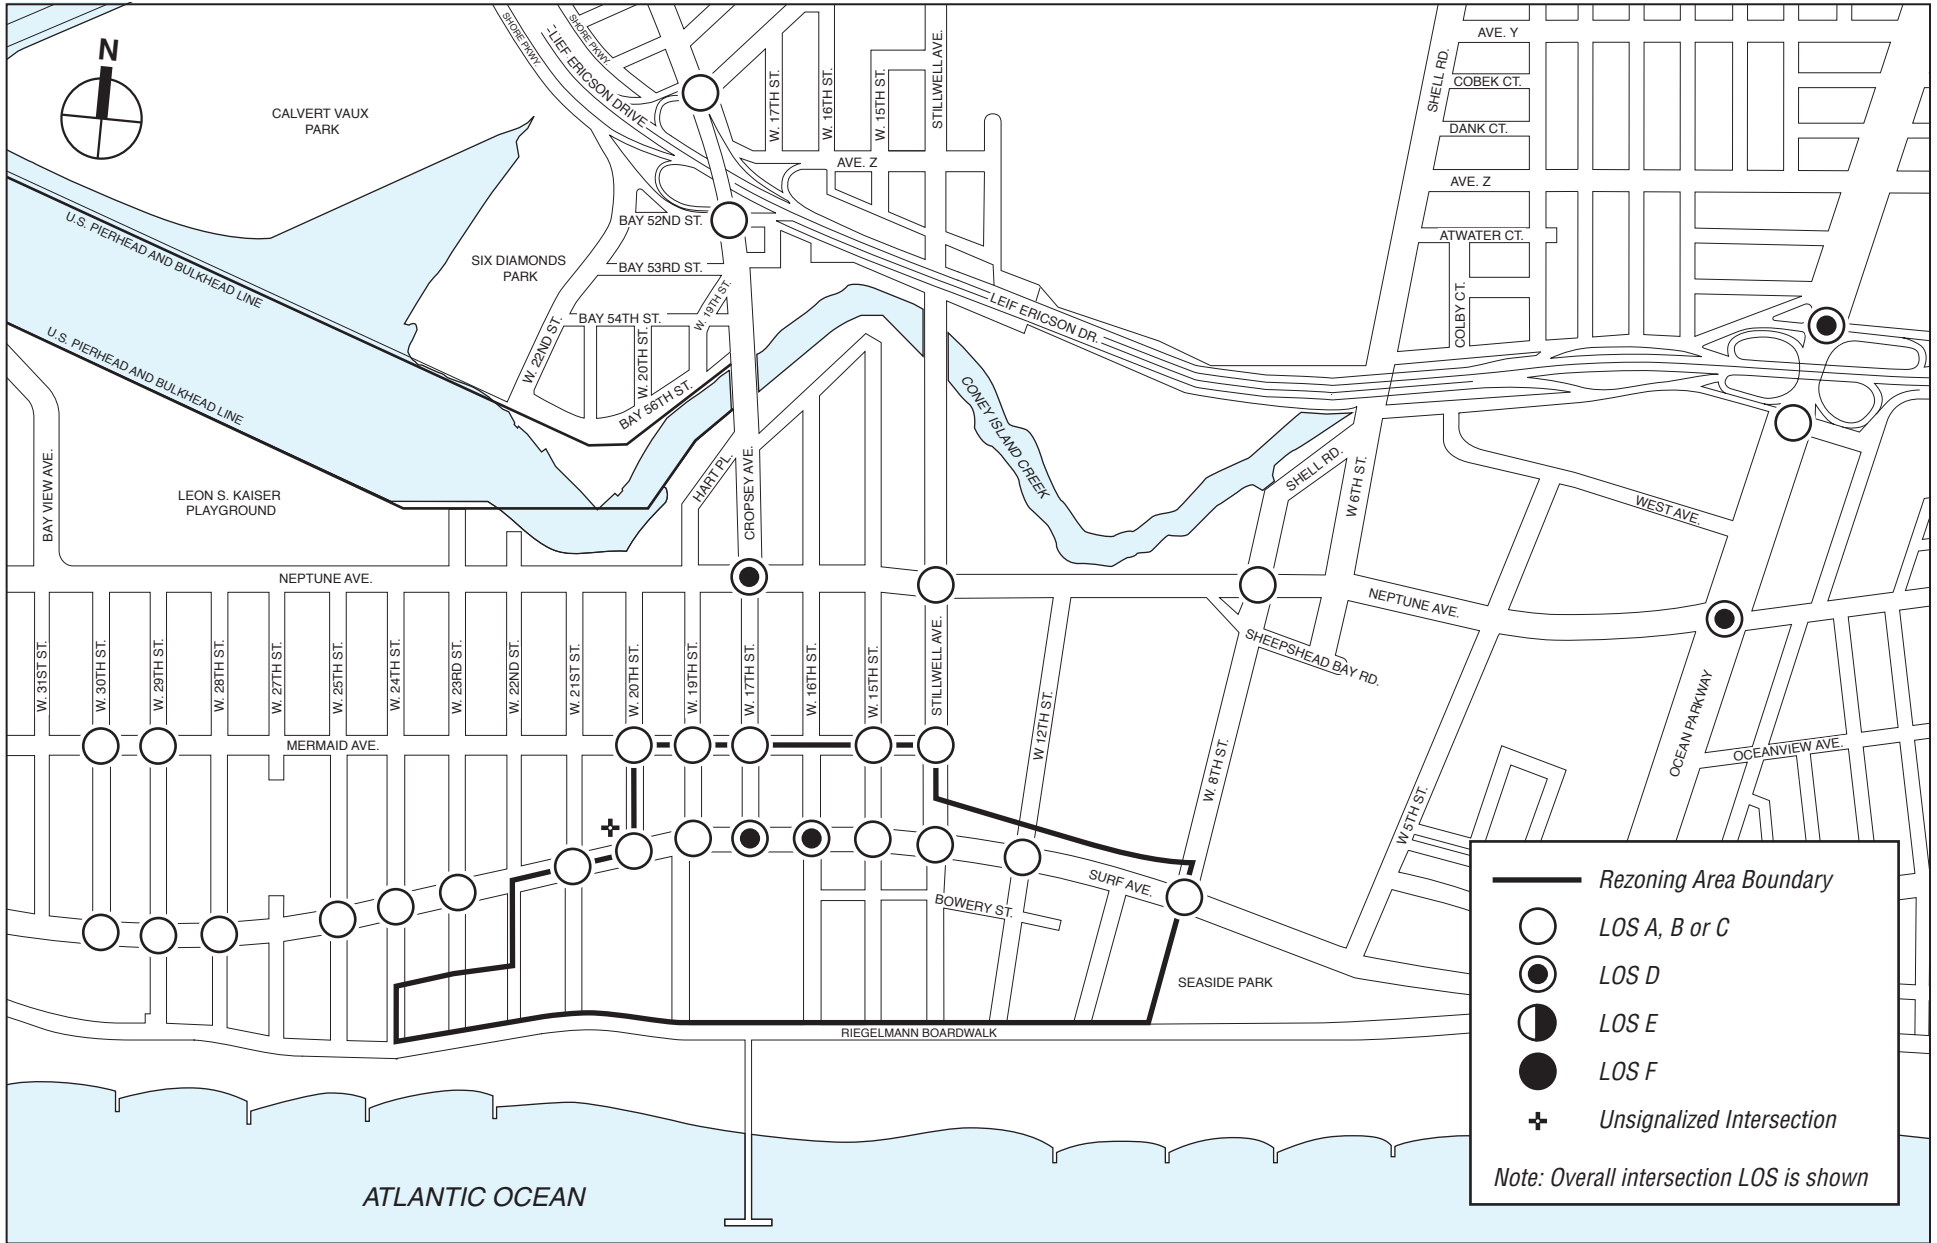 N
CALVERT VAUX
PARK
SHORE PKWY.
LIEF ERICSON DRIVE
SHORE PKWY.
W. 17TH ST.
W. 16TH ST.
W. 15TH ST.
STILLWELL AVE.
AVE. Z
SHELL RD.
AVE. Y
COBEK CT.
DANK CT.
AVE. Z
ATWATER CT.
COLBY CT.
U.S. PIERHEAD AND BULKHEAD LINE
U.S. PIERHEAD AND BULKHEAD LINE
SIX DIAMONDS
PARK
BAY 52ND ST.
BAY 53RD ST.
BAY 54TH ST.
W. 19TH ST.
W. 22ND ST.
W. 20TH ST.
BAY 56TH ST.
LEIF ERICSON DR.
CONEY ISLAND CREEK
BAY VIEW AVE.
LEON S. KAISER
PLAYGROUND
HART PL.
CROPSEY AVE.
SHELL RD.
W 6TH ST.
WEST AVE.
NEPTUNE AVE.
NEPTUNE AVE.
SHEEPSHEAD BAY RD.
W. 31ST ST.
W. 30TH ST.
W. 29TH ST.
W. 28TH ST.
W. 27TH ST.
W. 25TH ST.
W. 24TH ST.
W. 23RD ST.
W. 22ND ST.
W. 21ST ST.
W. 20TH ST.
W. 19TH ST.
W. 17TH ST.
W. 16TH ST.
W. 15TH ST.
STILLWELL AVE.
W 12TH ST.
W. 8TH ST.
W 5TH ST.
OCEAN PARKWAY
OCEANVIEW AVE.
MERMAID AVE.
SURF AVE.
BOWERY ST.
SEASIDE PARK
RIEGELMANN BOARDWALK
ATLANTIC OCEAN
Rezoning Area Boundary
LOS A, B or C
LOS D
LOS E
LOS F
Unsignalized Intersection
Note: Overall intersection LOS is shown